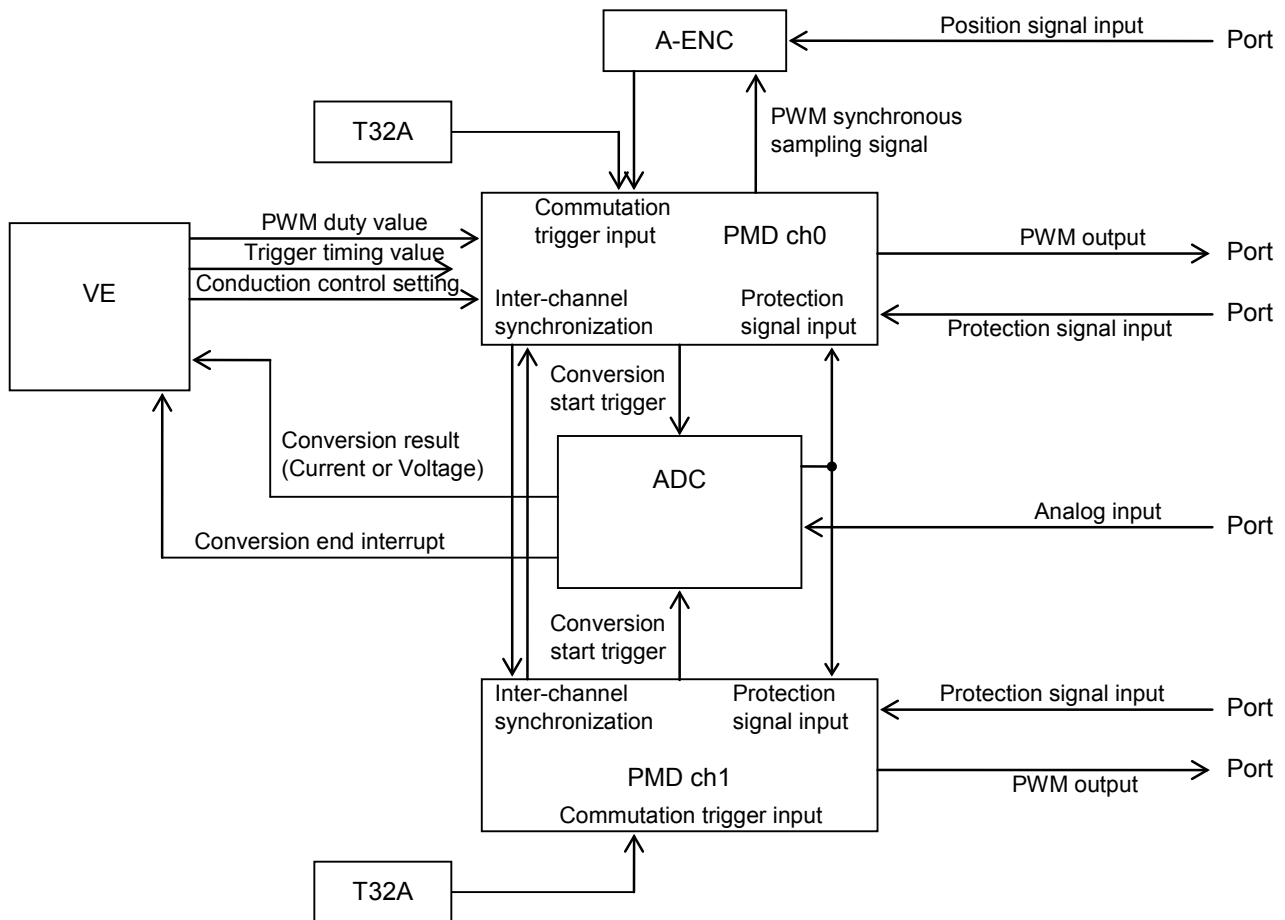 Position signal input
Port
A-ENC
T32A
PWM synchronous
sampling signal
PWM duty value
Trigger timing value
Conduction control setting
VE
Commutation
trigger input
PMD ch0
PWM output
Port
Inter-channel
synchronization
Protection
signal input
Protection signal input
Port
Conversion
start trigger
Conversion result
(Current or Voltage)
ADC
Analog input
Port
Conversion end interrupt
Conversion
start trigger
Inter-channel
synchronization
Protection
signal input
Protection signal input
Port
PMD ch1
PWM output
Port
Commutation trigger input
T32A